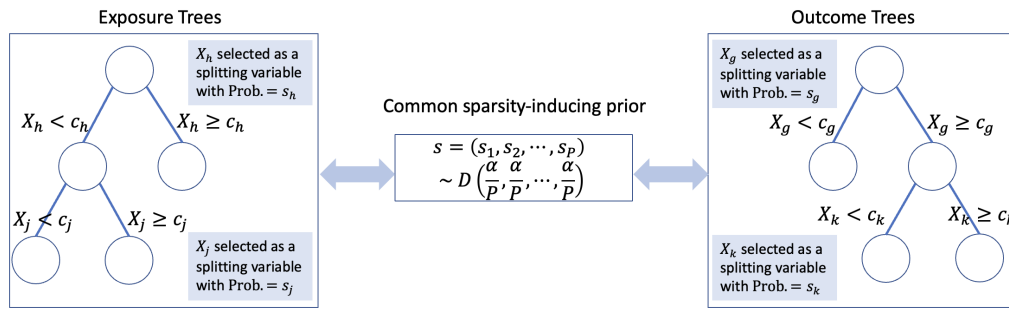 Exposure Trees
X_h selected as a
splitting variable
with Prob. = s_h
X_h < c_h
X_h ≥ c_h
X_j < c_j
X_j ≥ c_j
X_j selected as a
splitting variable
with Prob. = s_j
Common sparsity-inducing prior
s = (s_1, s_2, ⋯, s_P)
~ D (α/P, α/P, ⋯, α/P)
Outcome Trees
X_g selected as a
splitting variable
with Prob. = s_g
X_g < c_g
X_g ≥ c_g
X_k < c_k
X_k ≥ c
X_k selected as a
splitting variable
with Prob. = s_k